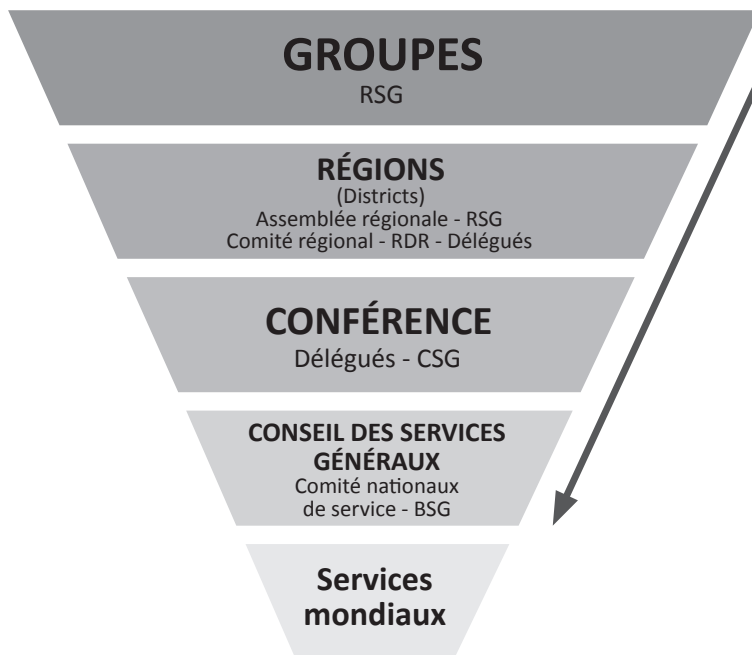 GROUPES
RSG
RÉGIONS
(Districts)
Assemblée régionale - RSG
Comité régional - RDR - Délégués
CONFÉRENCE
Délégués - CSG
CONSEIL DES SERVICES
GÉNÉRAUX
Comité nationaux
de service - BSG
Services
mondiaux